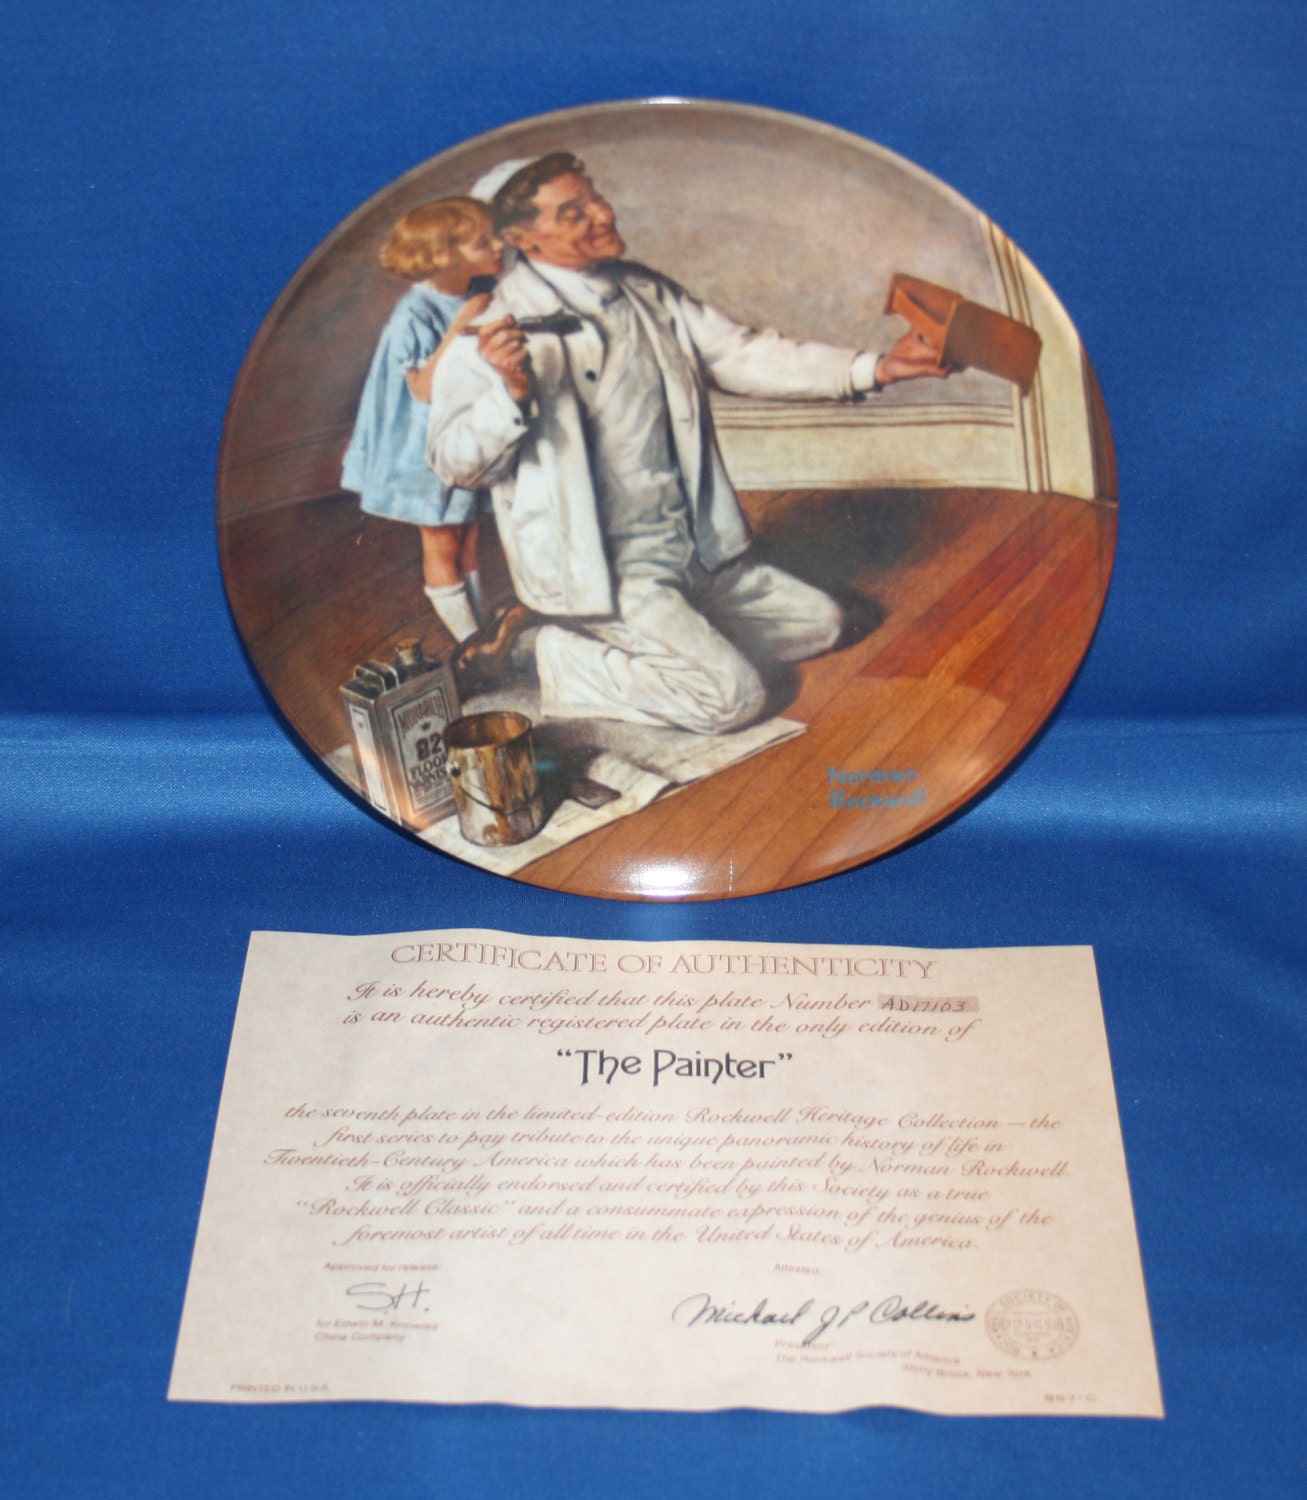 MONARCH
82
FLOOR
Norman
Rockwell
CERTIFICATE OF AUTHENTICITY
It is hereby certified that this plate Number AD17103
is an authentic registered plate in the only edition of
"The Painter"
the seventh plate in the limited-edition Rockwell Heritage Collection — the
first series to pay tribute to the unique panoramic history of life in
Twentieth-Century America which has been painted by Norman Rockwell.
It is officially endorsed and certified by this Society as a true
"Rockwell Classic" and a consummate expression of the genius of the
foremost artist of all time in the United States of America.
Approved for release:
Attested:
S.H.
Michael J P Collins
for Edwin M. Knowles
China Company
President
The Rockwell Society of America
Stony Brook, New York
PRINTED IN U.S.A.